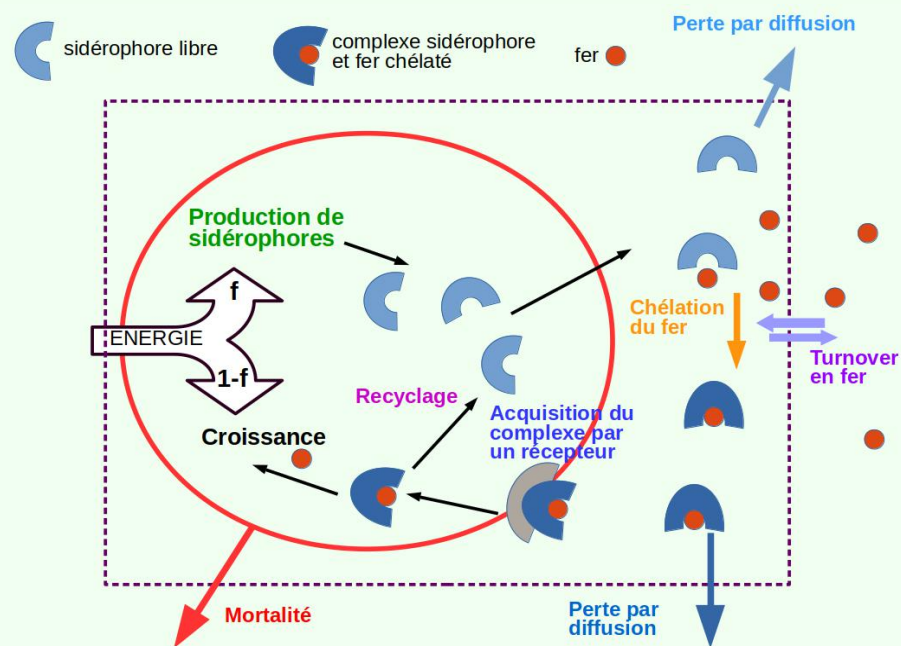 Perte par diffusion
sidérophore libre
complexe sidérophore
et fer chélaté
fer
Production de
sidérophores
f
ENERGIE
1-f
Croissance
Recyclage
Acquisition du
complexe par
un récepteur
Chélation
du fer
Turnover
en fer
Mortalité
Perte par
diffusion